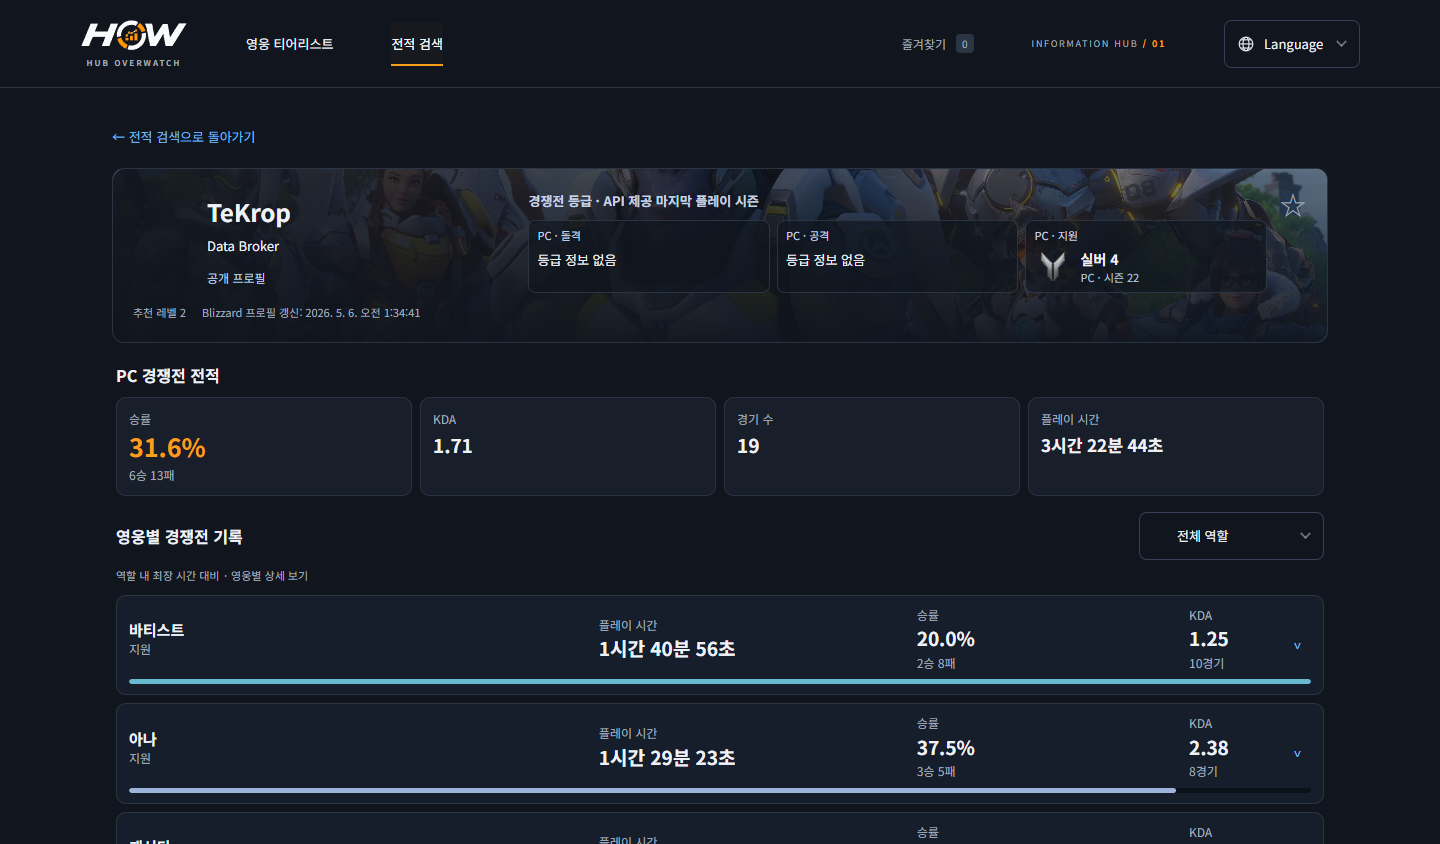 HOW
HUB OVERWATCH
영웅 티어리스트
전적 검색
즐겨찾기 0
INFORMATION HUB / 01
Language
← 전적 검색으로 돌아가기
TeKrop
Data Broker
공개 프로필
추천 레벨 2
Blizzard 프로필 갱신: 2026. 5. 6. 오전 1:34:41
경쟁전 등급 · API 제공 마지막 플레이 시즌
PC · 돌격
등급 정보 없음
PC · 공격
등급 정보 없음
PC · 지원
실버 4
PC · 시즌 22
PC 경쟁전 전적
승률
31.6%
6승 13패
KDA
1.71
경기 수
19
플레이 시간
3시간 22분 44초
영웅별 경쟁전 기록
전체 역할
역할 내 최장 시간 대비 · 영웅별 상세 보기
바티스트
지원
플레이 시간
1시간 40분 56초
승률
20.0%
2승 8패
KDA
1.25
10경기
v
아나
지원
플레이 시간
1시간 29분 23초
승률
37.5%
3승 5패
KDA
2.38
8경기
v
플레이 시간
승률
KDA